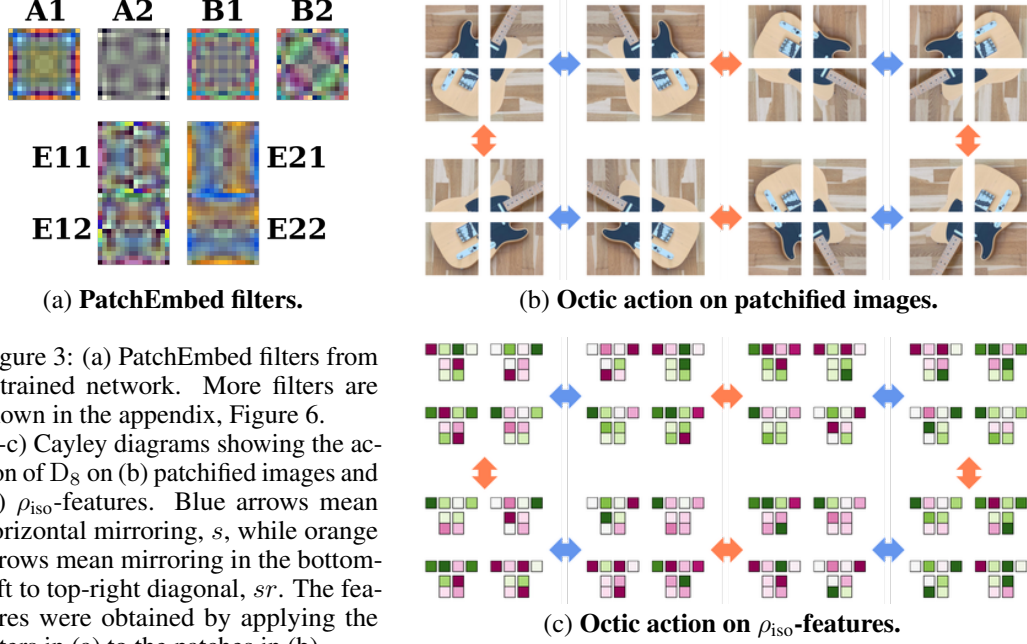 A1 A2 B1 B2
E11 E21
E12 E22
(a) PatchEmbed filters.
(b) Octic action on patchified images.
gure 3: (a) PatchEmbed filters from
trained network. More filters are
own in the appendix, Figure 6.
-c) Cayley diagrams showing the ac-
on of D₈ on (b) patchified images and
) ρiso-features. Blue arrows mean
orizontal mirroring, s, while orange
rows mean mirroring in the bottom-
ft to top-right diagonal, sr. The fea-
res were obtained by applying the
(c) Octic action on ρiso-features.